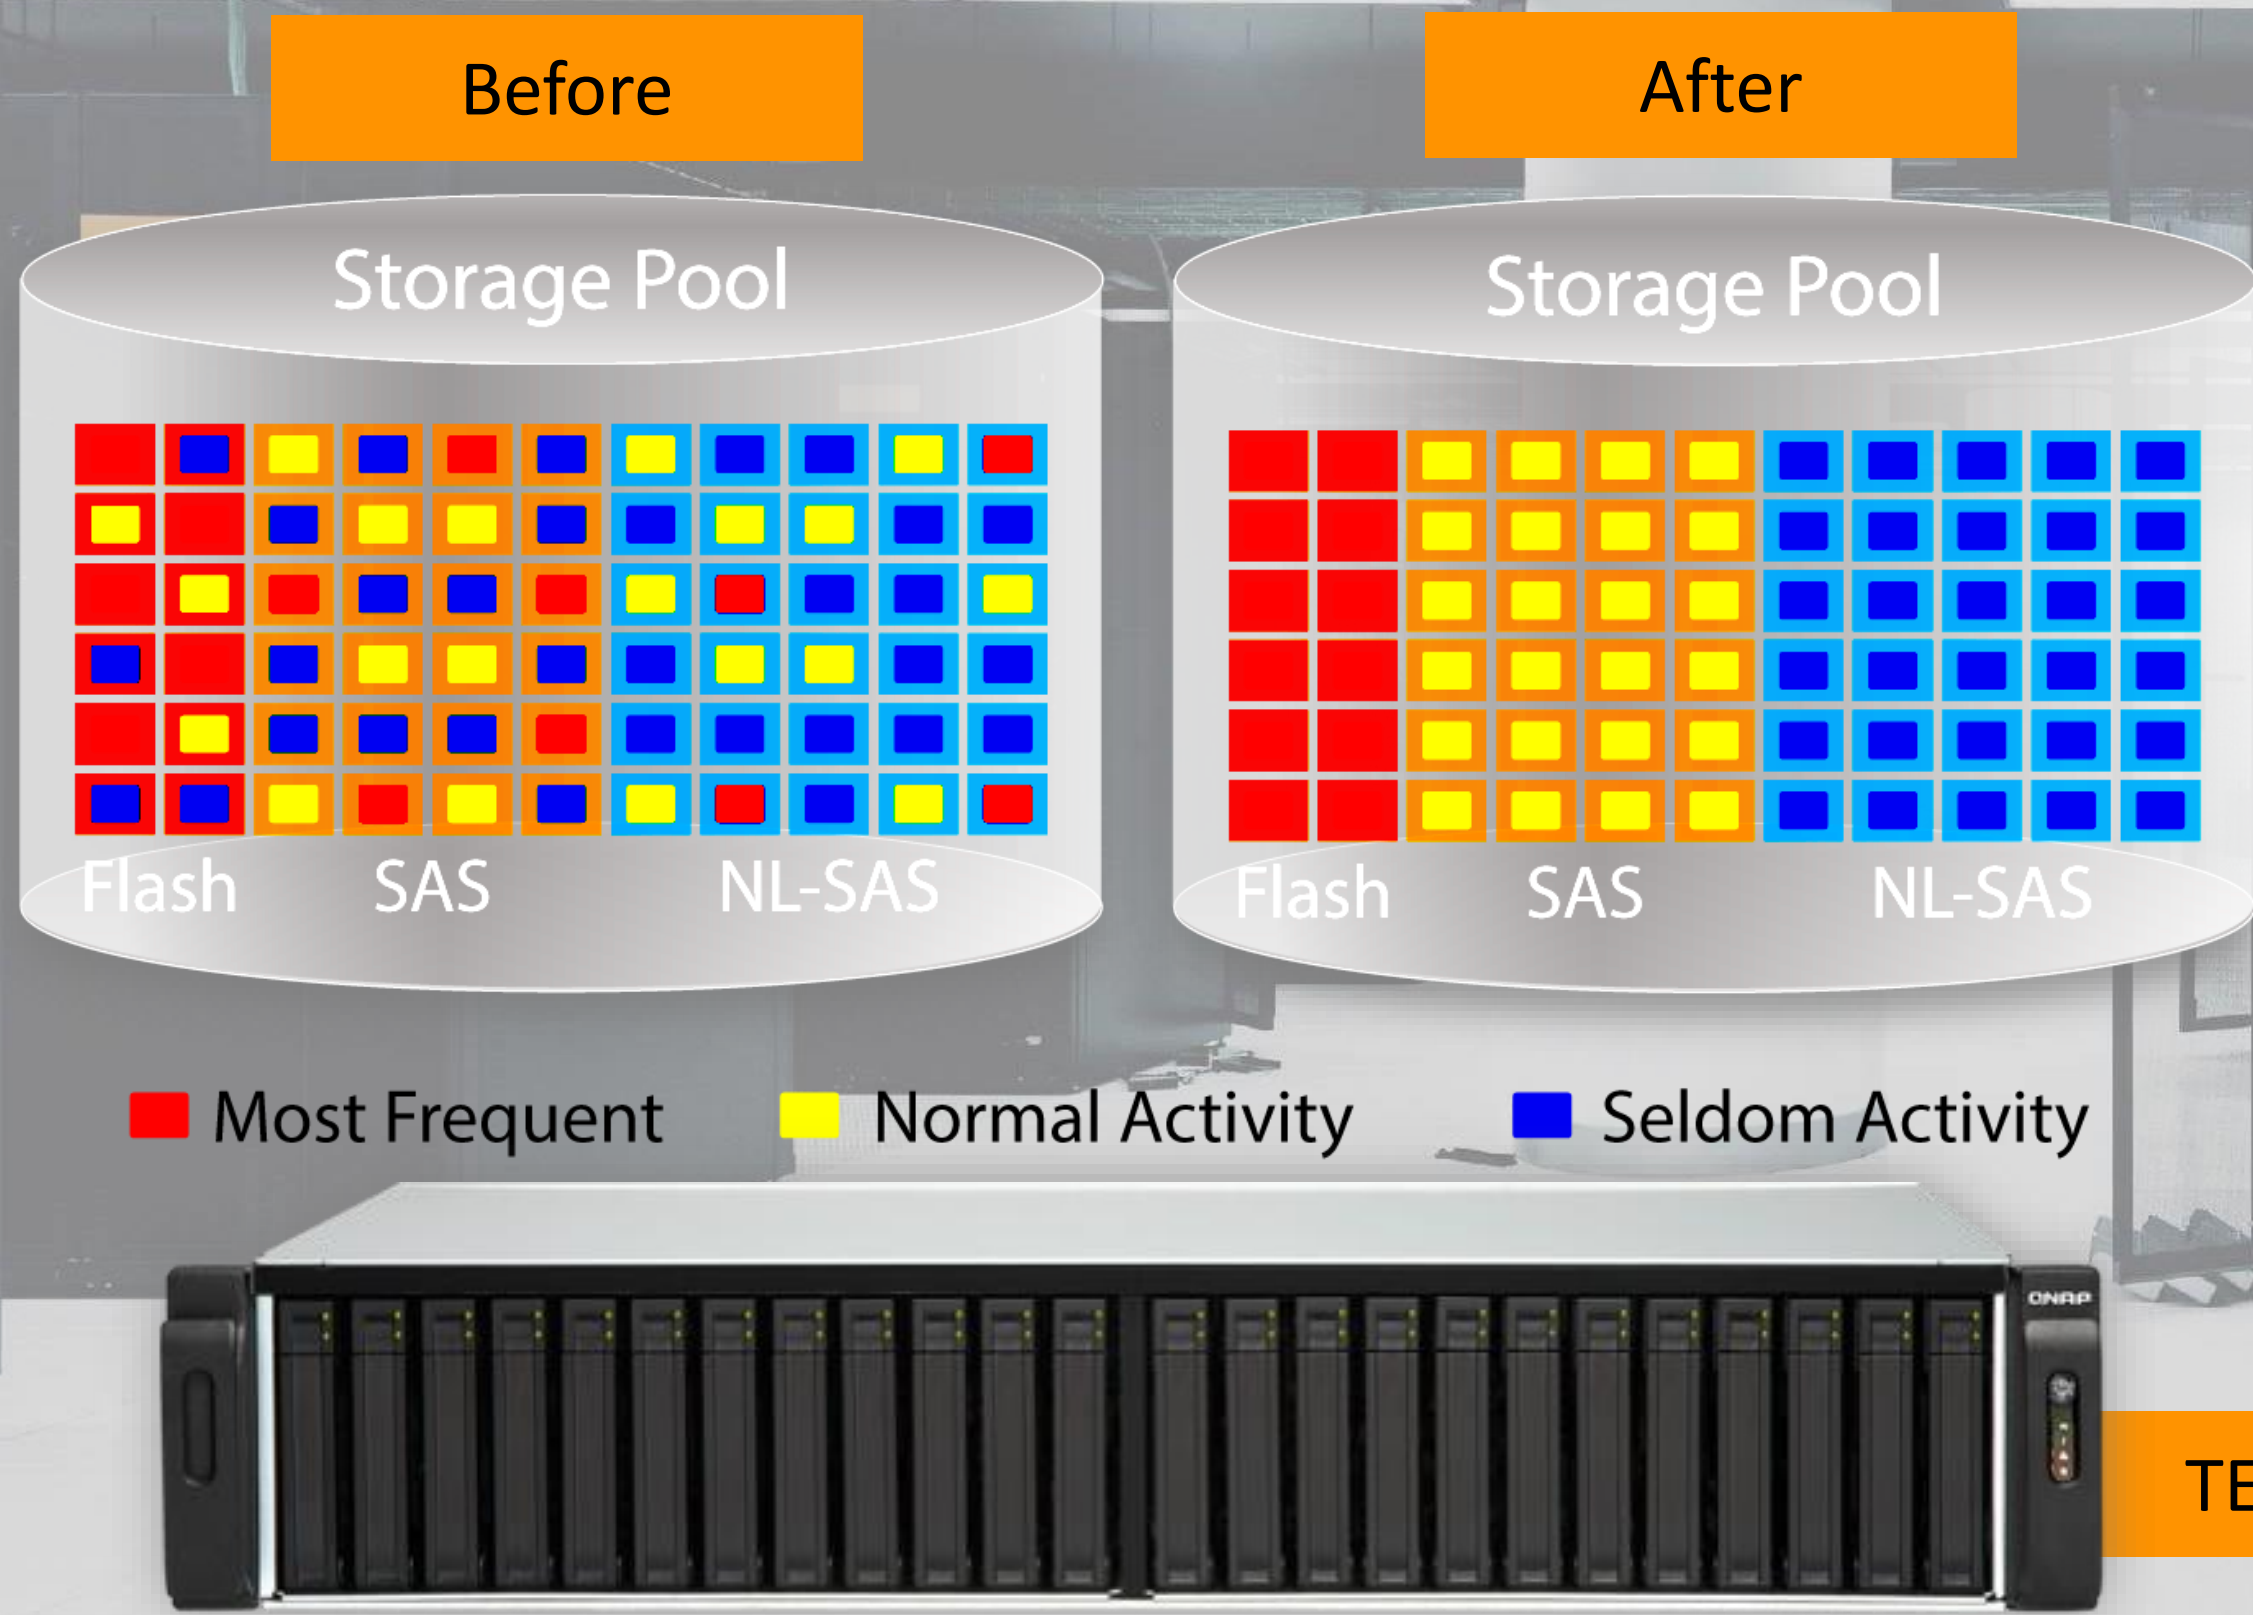 Before
After
Storage Pool
Storage Pool
Flash SAS NL-SAS
Flash SAS NL-SAS
Most Frequent Normal Activity Seldom Activity
QNAP
TE